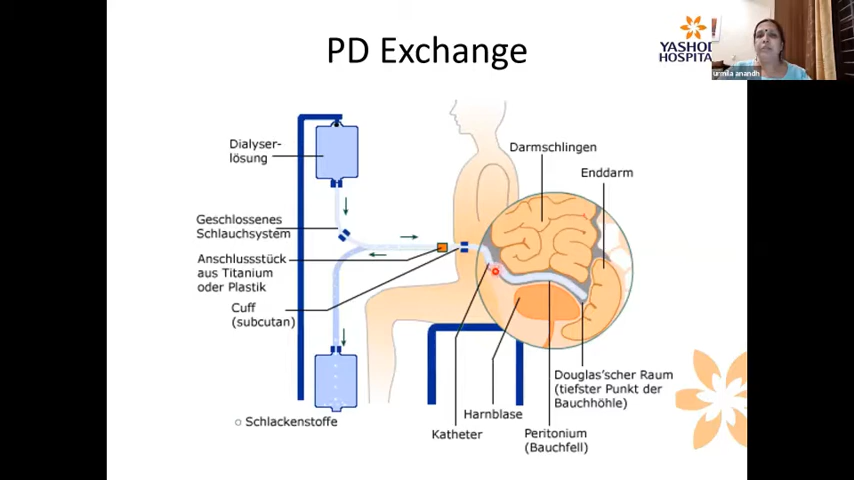 PD Exchange
YASHOD
HOSPITA
urmila anandh
Dialyser-
lösung
Geschlossenes
Schlauchsystem
Anschlussstück
aus Titanium
oder Plastik
Cuff
(subcutan)
Schlackenstoffe
Darmschlingen
Enddarm
Douglas'scher Raum
(tiefster Punkt der
Bauchhöhle)
Harnblase
Katheter
Peritonium
(Bauchfell)